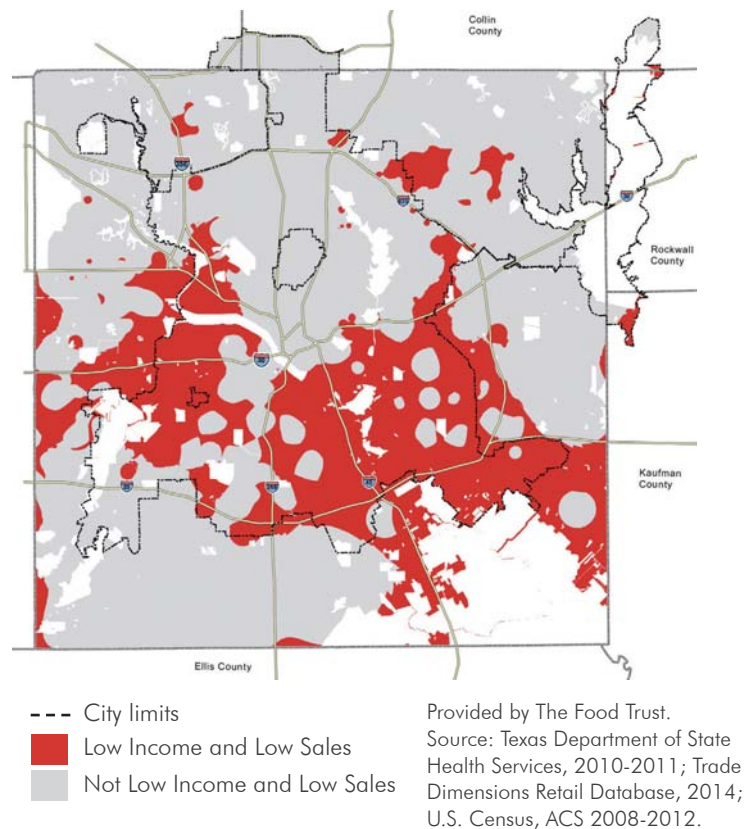 Collin
County
Rockwall
County
Kaufman
County
Ellis County
City limits
Low Income and Low Sales
Not Low Income and Low Sales
Provided by The Food Trust.
Source: Texas Department of State
Health Services, 2010-2011; Trade
Dimensions Retail Database, 2014;
U.S. Census, ACS 2008-2012.